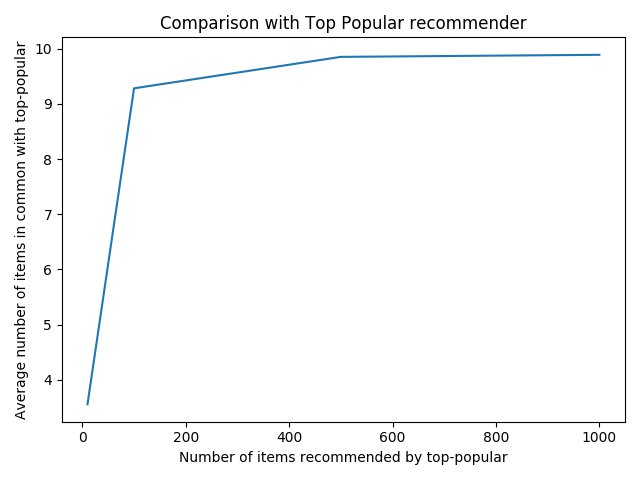 Comparison with Top Popular recommender
Average number of items in common with top-popular
10
9
8
7
6
5
4
0 200 400 600 800 1000
Number of items recommended by top-popular